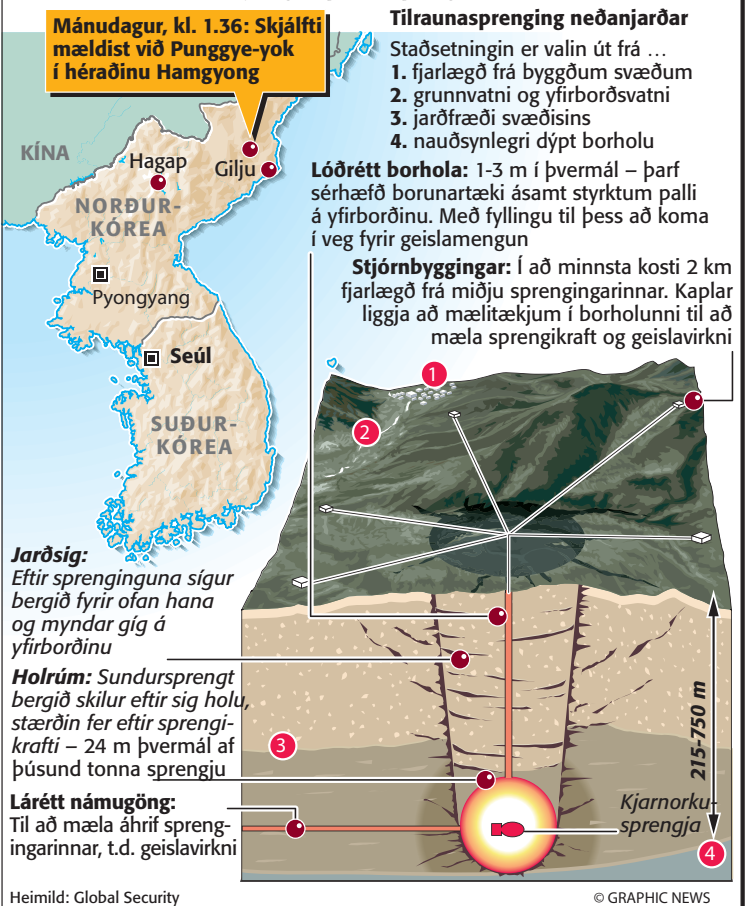 Mánudagur, kl. 1.36: Skjálfti
mældist við Punggye-yok
í héraðinu Hamgyong
KÍNA
Hagap
Gilju
NORÐUR-
KÓREA
Pyongyang
Seúl
SUÐUR-
KÓREA
Tilraunasprenging neðanjarðar
Staðsetningin er valin út frá …
1. fjarlægð frá byggðum svæðum
2. grunnvatni og yfirborðsvatni
3. jarðfræði svæðisins
4. nauðsynlegri dýpt borholu
Lóðrétt borhola: 1-3 m í þvermál – þarf
sérhæfð borunartæki ásamt styrktum palli
á yfirborðinu. Með fyllingu til þess að koma
í veg fyrir geislamengun
Stjórnbyggingar: Í að minnsta kosti 2 km
fjarlægð frá miðju sprengingarinnar. Kaplar
liggja að mælitækjum í borholunni til að
mæla sprengikraft og geislavirkni
1
2
Jarðsig:
Eftir sprenginguna sígur
bergið fyrir ofan hana
og myndar gíg á
yfirborðinu
Holrúm: Sundursprengt
bergið skilur eftir sig holu,
stærðin fer eftir sprengi-
krafti – 24 m þvermál af
þúsund tonna sprengju
3
215-750 m
Lárétt námugöng:
Til að mæla áhrif spreng-
ingarinnar, t.d. geislavirkni
Kjarnorku-
sprengja
4
Heimild: Global Security
© GRAPHIC NEWS